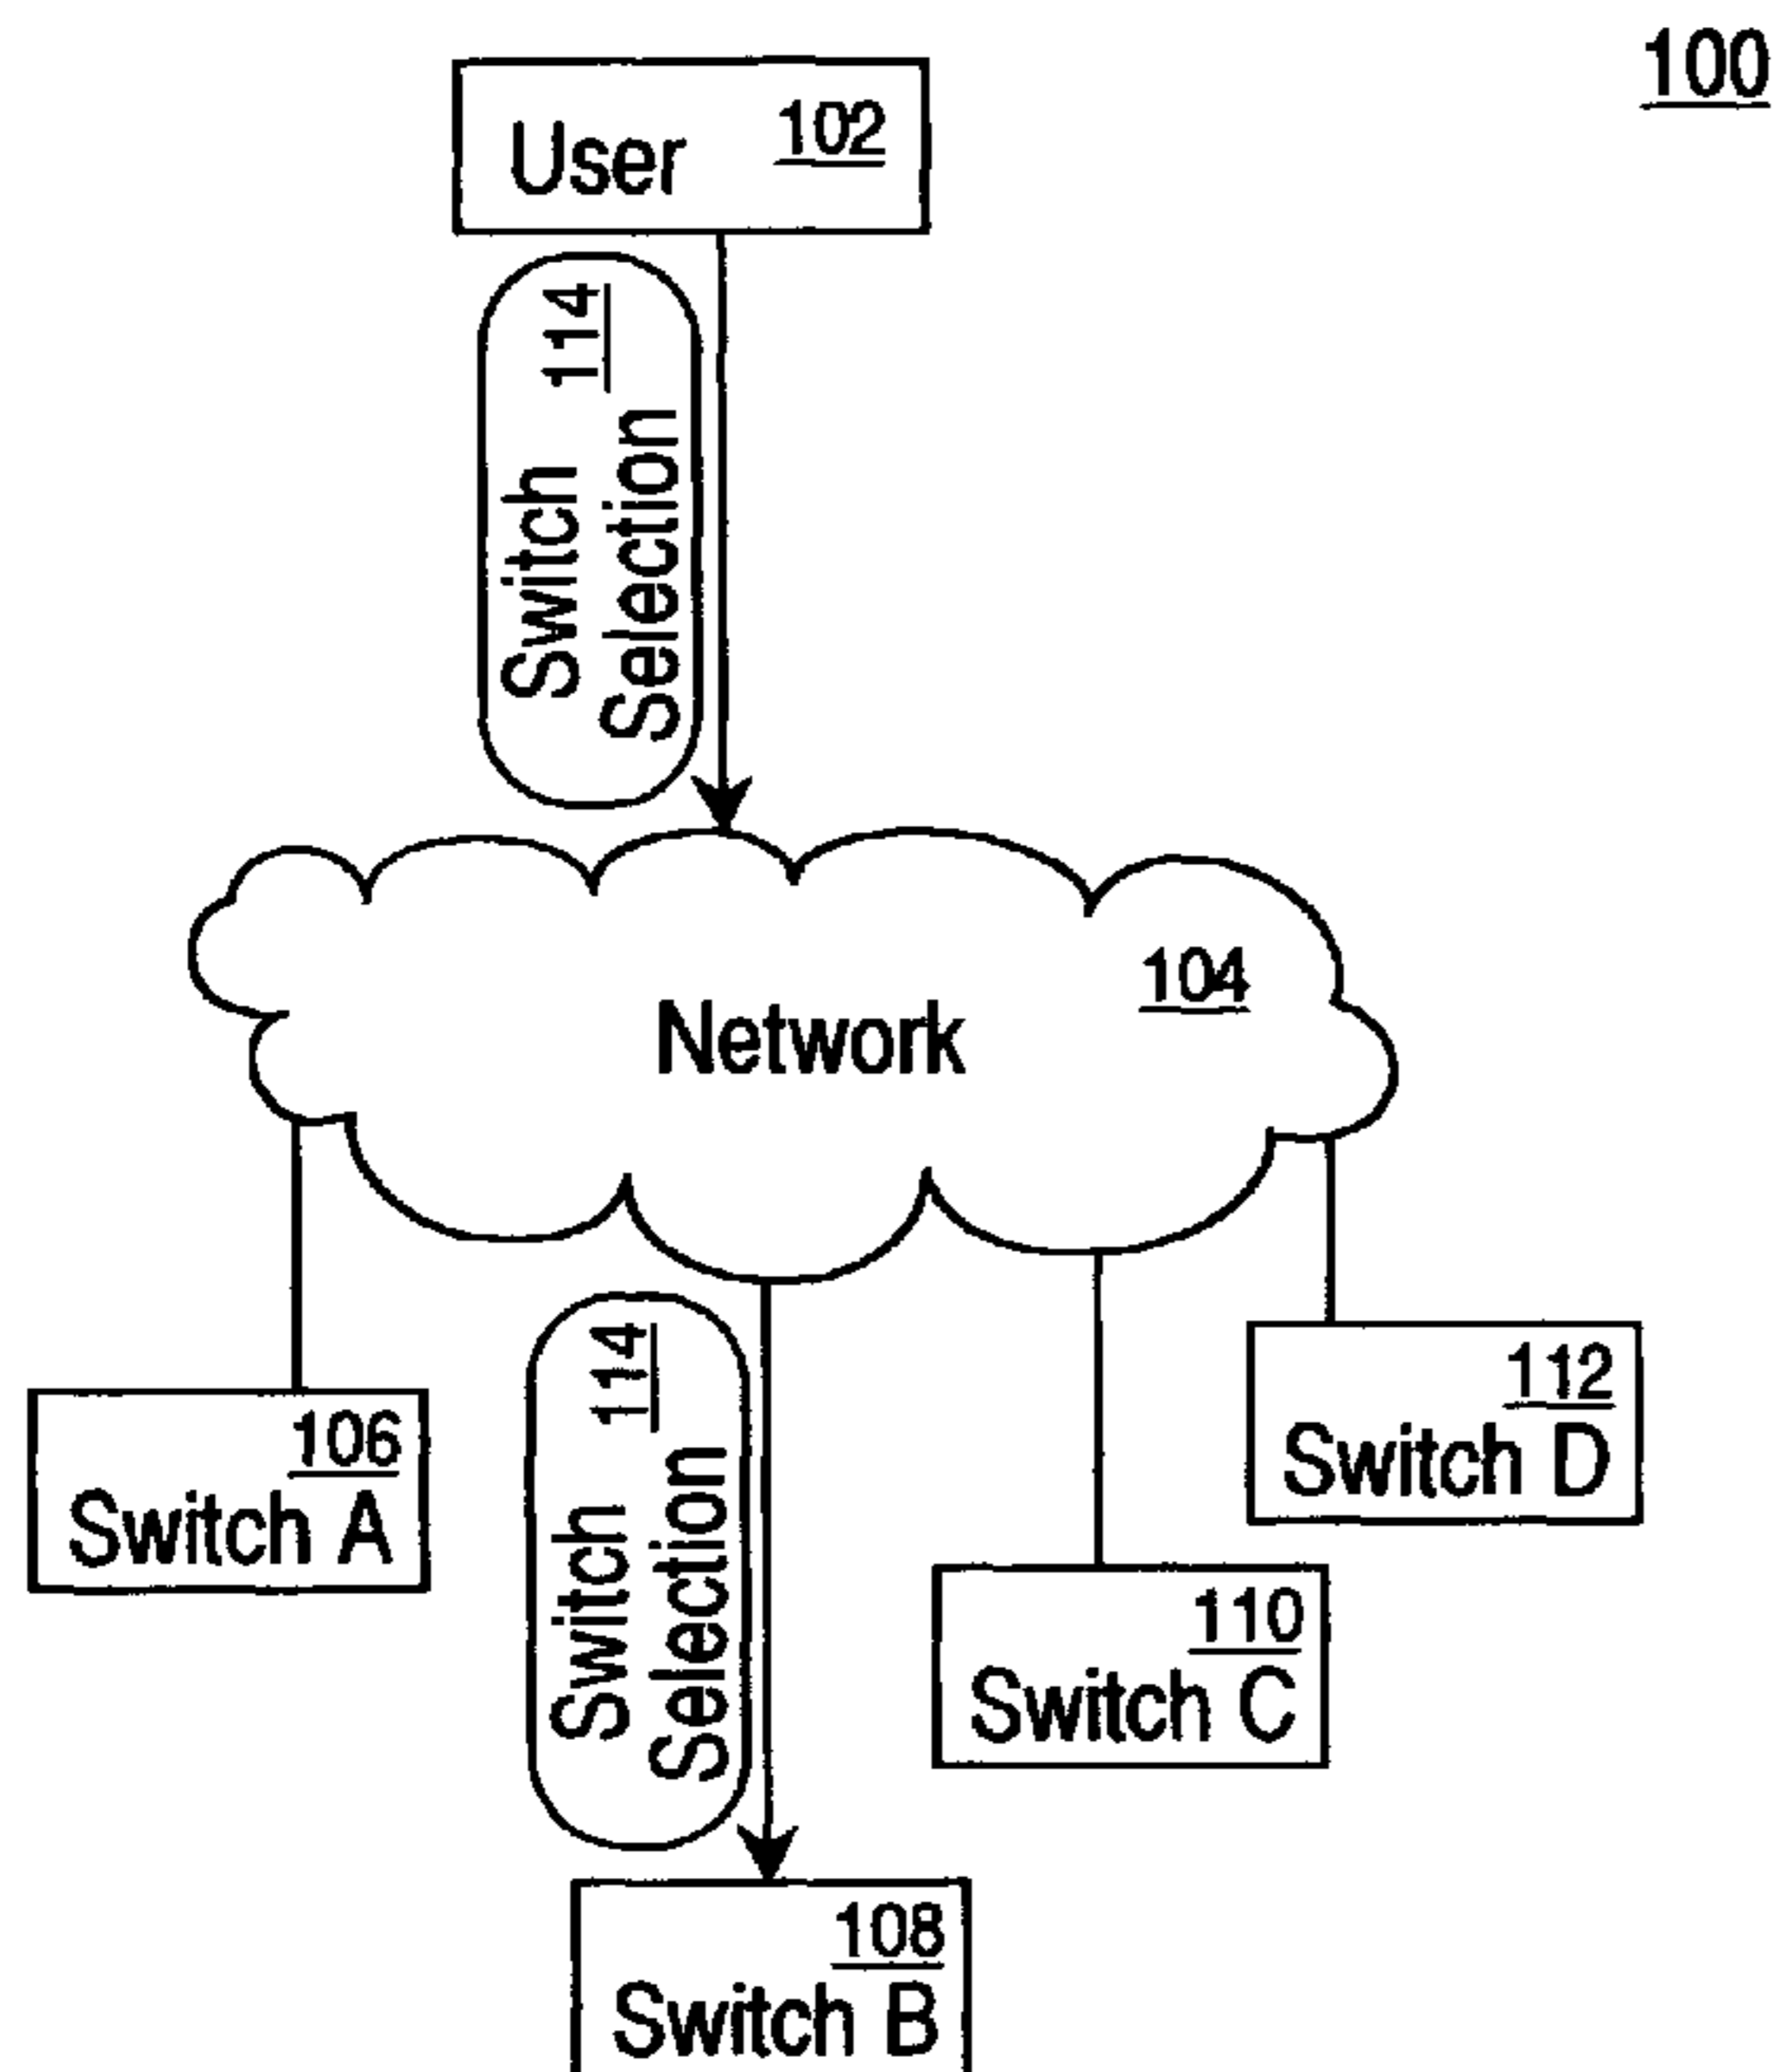 100
102
User
114
Switch
Selection
104
Network
106
Switch A
114
Switch
Selection
112
Switch D
110
Switch C
108
Switch B